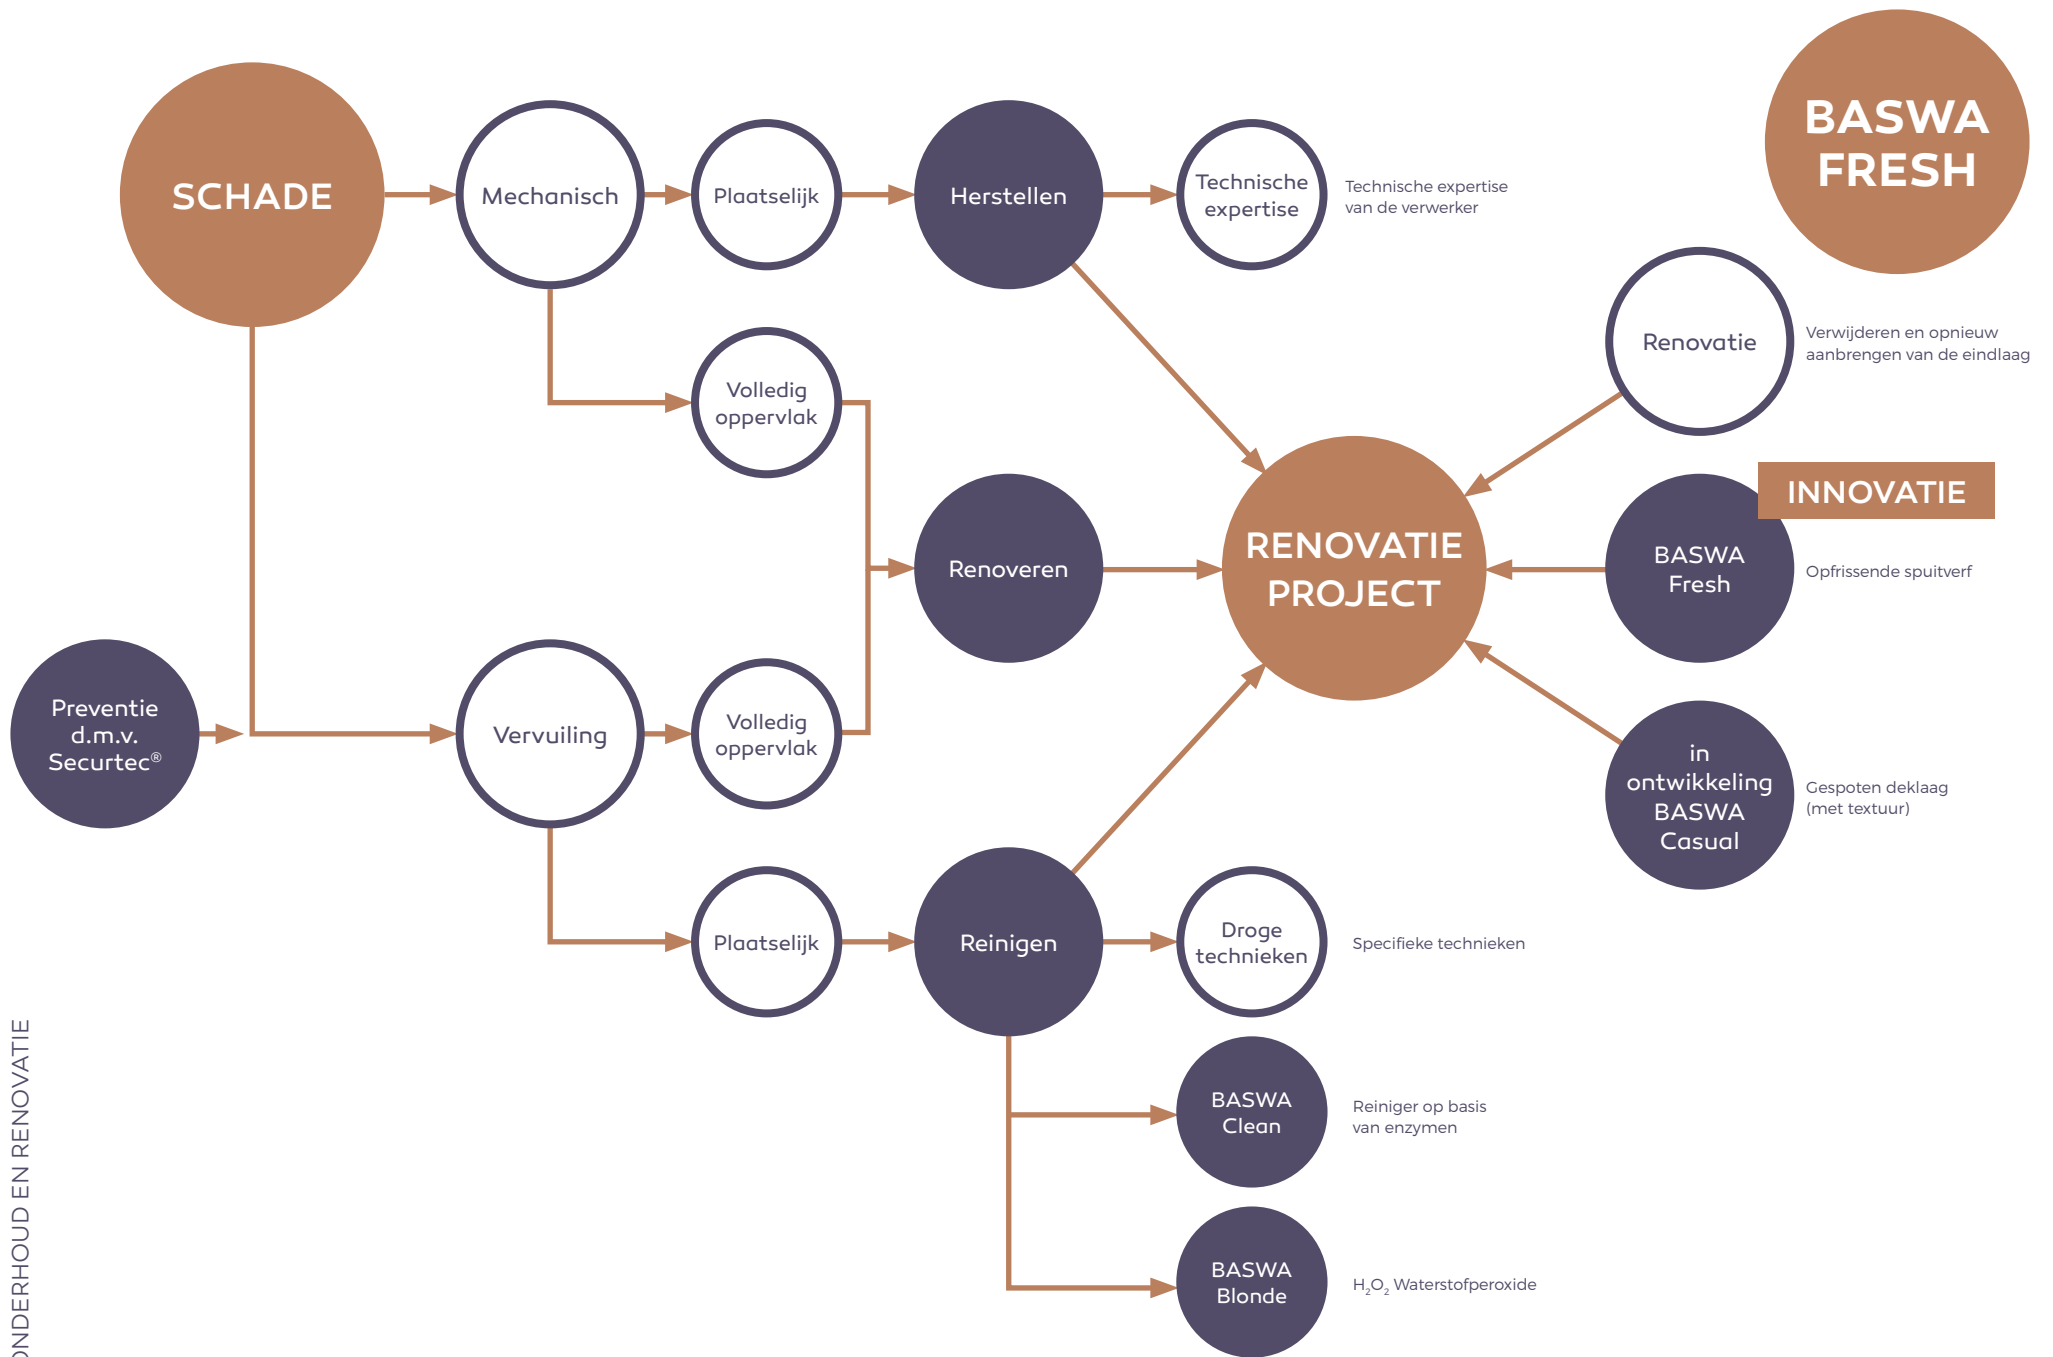 BASWA
FRESH
SCHADE
Mechanisch
Plaatselijk
Herstellen
Technische
expertise
Technische expertise
van de verwerker
Renovatie
Verwijderen en opnieuw
aanbrengen van de eindlaag
Volledig
oppervlak
INNOVATIE
Renoveren
RENOVATIE
PROJECT
BASWA
Fresh
Opfrissende spuitverf
Preventie
d.m.v.
Securtec®
Vervuiling
Volledig
oppervlak
in
ontwikkeling
BASWA
Casual
Gespoten deklaag
(met textuur)
Plaatselijk
Reinigen
Droge
technieken
Specifieke technieken
BASWA
Clean
Reiniger op basis
van enzymen
BASWA
Blonde
H₂O₂ Waterstofperoxide
ONDERHOUD EN RENOVATIE